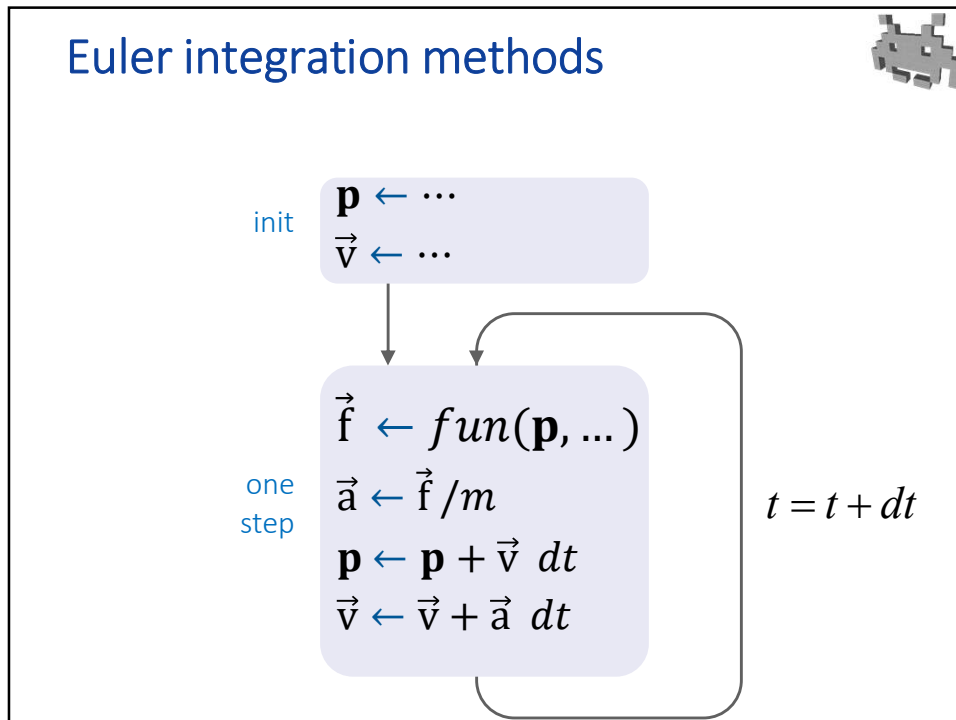 Euler integration methods
init
𝐩 ← ⋯
v⃗ ← ⋯
one
step
f⃗ ← 𝑓𝑢𝑛(𝐩, … )
a⃗ ← f⃗ /𝑚
𝐩 ← 𝐩 + v⃗ 𝑑𝑡
v⃗ ← v⃗ + a⃗ 𝑑𝑡
𝑡 = 𝑡 + 𝑑𝑡